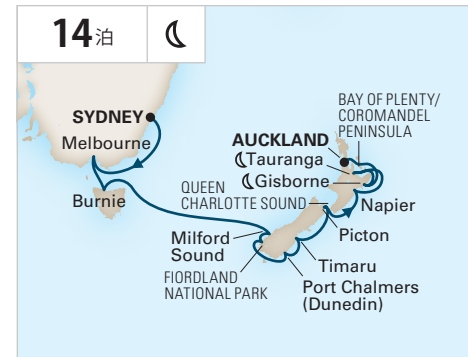 14泊
SYDNEY
Melbourne
Burnie
BAY OF PLENTY/
COROMANDEL
PENINSULA
AUCKLAND
Tauranga
Gisborne
QUEEN
CHARLOTTE SOUND
Napier
Picton
Milford
Sound
FIORDLAND
NATIONAL PARK
Timaru
Port Chalmers
(Dunedin)